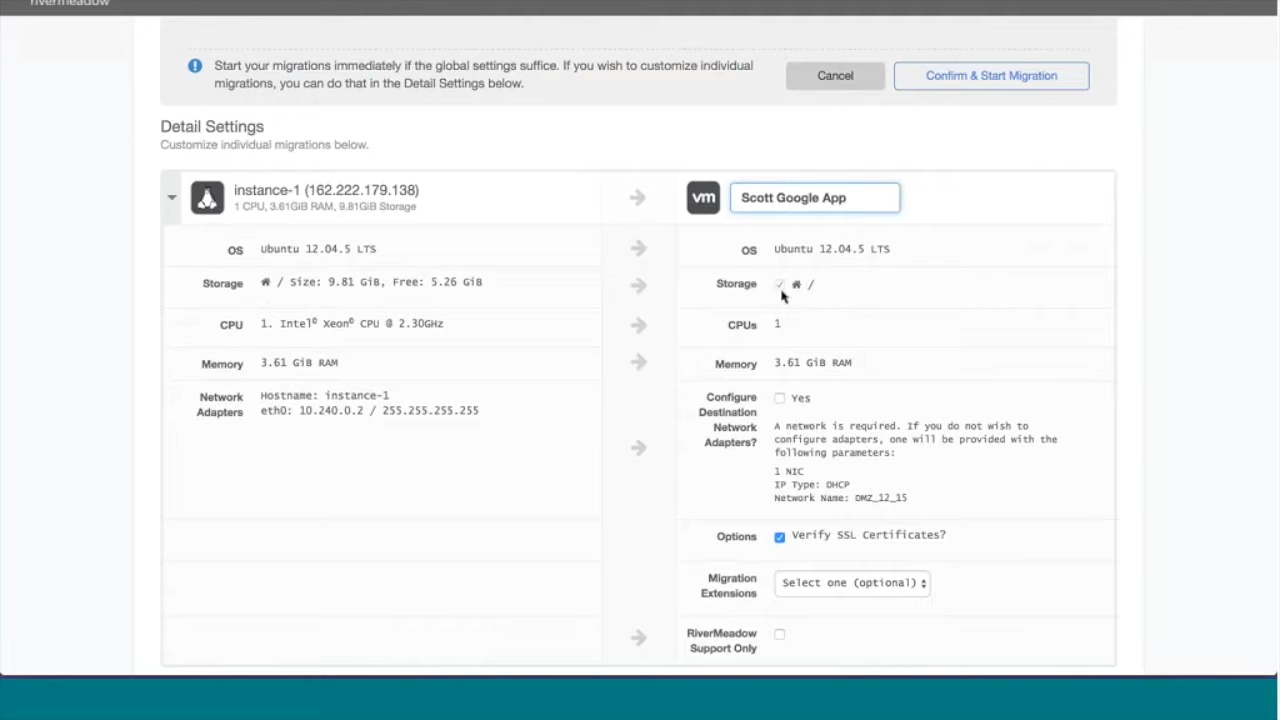 rivermeadow
Start your migrations immediately if the global settings suffice. If you wish to customize individual
migrations, you can do that in the Detail Settings below.
Cancel
Confirm & Start Migration
Detail Settings
Customize individual migrations below.
instance-1 (162.222.179.138)
1 CPU, 3.61GiB RAM, 9.81GiB Storage
vm
Scott Google App
OS Ubuntu 12.04.5 LTS
OS Ubuntu 12.04.5 LTS
Storage / Size: 9.81 GiB, Free: 5.26 GiB
Storage /
CPU 1. Intel® Xeon® CPU @ 2.30GHz
CPUs 1
Memory 3.61 GiB RAM
Memory 3.61 GiB RAM
Network
Adapters
Hostname: instance-1
eth0: 10.240.0.2 / 255.255.255.255
Configure
Destination
Network
Adapters?
Yes
A network is required. If you do not wish to
configure adapters, one will be provided with the
following parameters:
1 NIC
IP Type: DHCP
Network Name: DMZ_12_15
Options Verify SSL Certificates?
Migration
Extensions
Select one (optional)
RiverMeadow
Support Only